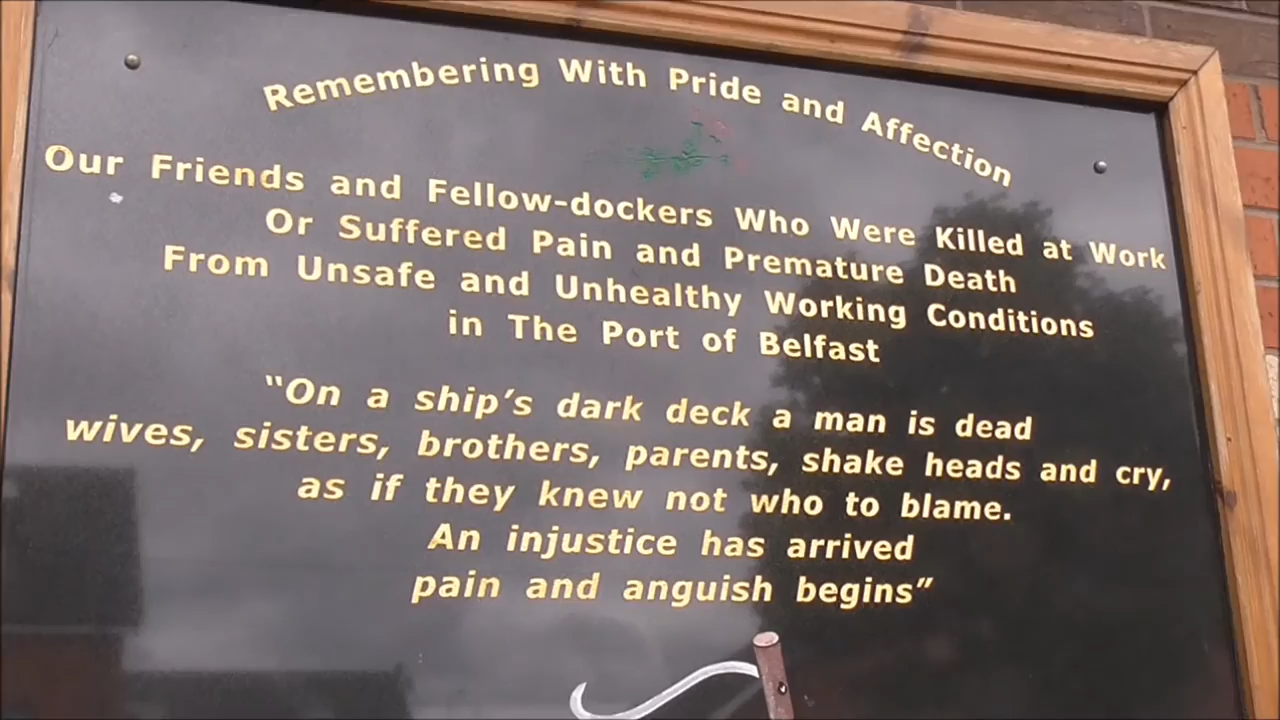 Remembering With Pride and Affection
Our Friends and Fellow-dockers Who Were Killed at Work
Or Suffered Pain and Premature Death
From Unsafe and Unhealthy Working Conditions
in The Port of Belfast
"On a ship's dark deck a man is dead
wives, sisters, brothers, parents, shake heads and cry,
as if they knew not who to blame.
An injustice has arrived
pain and anguish begins"